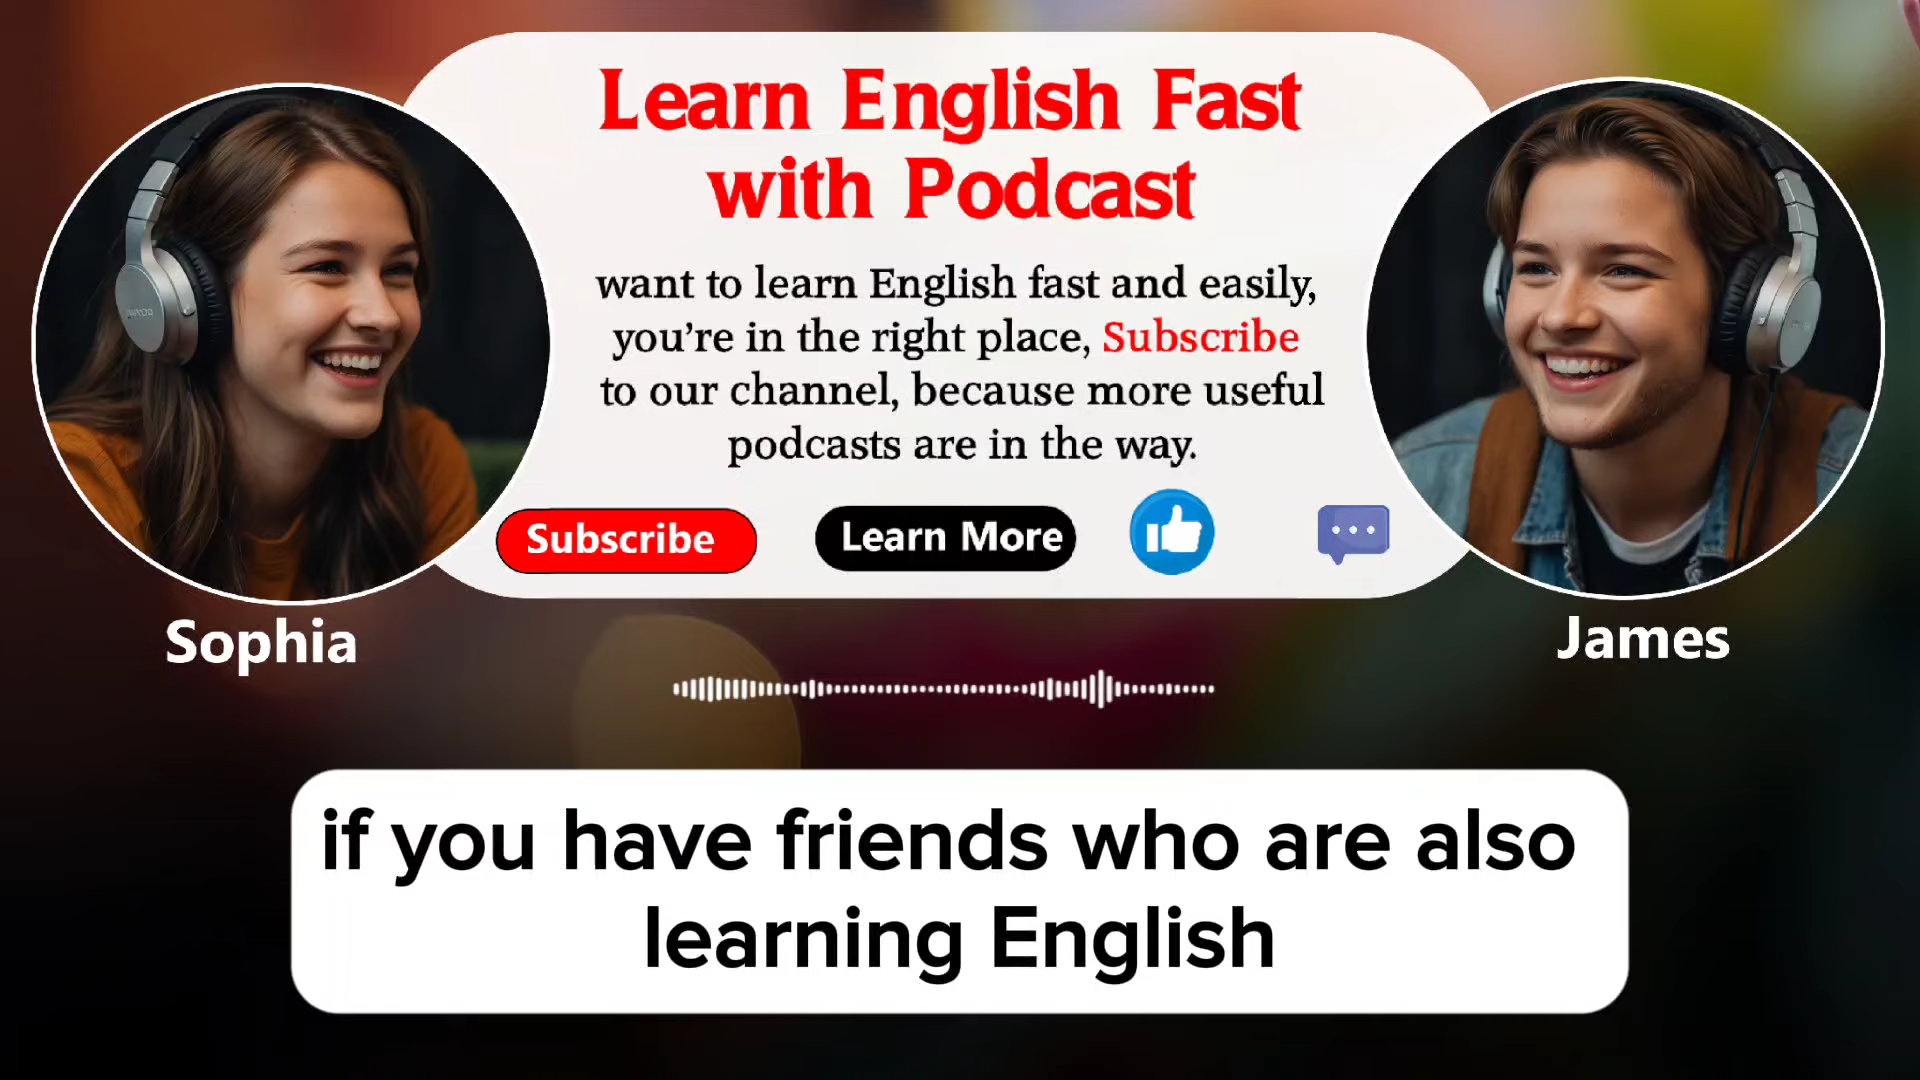 Learn English Fast
with Podcast
want to learn English fast and easily,
you're in the right place, Subscribe
to our channel, because more useful
podcasts are in the way.
Subscribe
Learn More
Sophia
James
if you have friends who are also
learning English